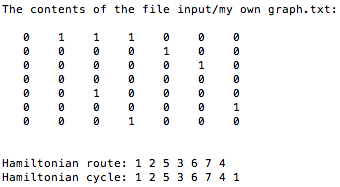 The contents of the file input/my own graph.txt:
0 1 1 1 0 0 0
0 0 0 0 1 0 0
0 0 0 0 0 1 0
0 0 0 0 0 0 0
0 0 1 0 0 0 0
0 0 0 0 0 0 1
0 0 0 1 0 0 0
Hamiltonian route: 1 2 5 3 6 7 4
Hamiltonian cycle: 1 2 5 3 6 7 4 1